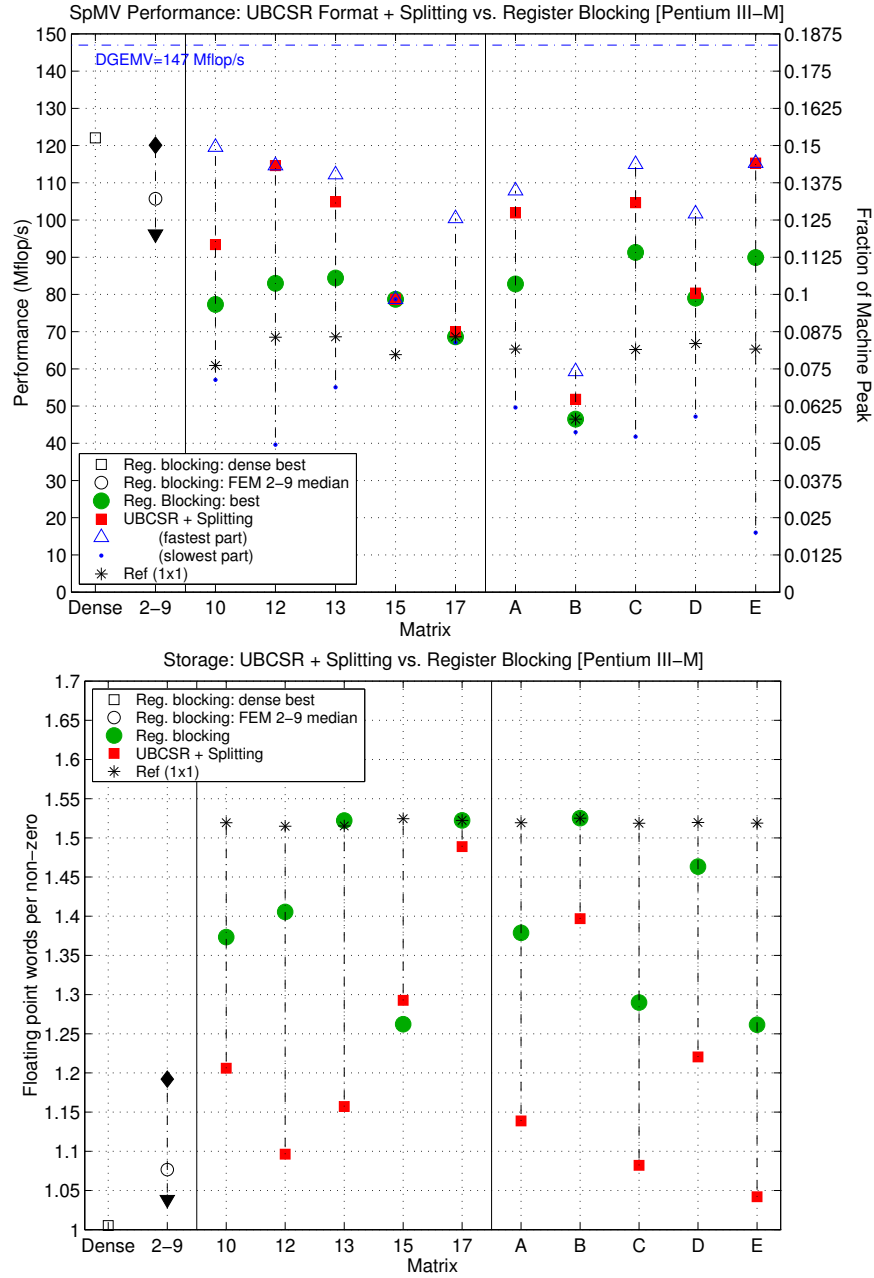 SpMV Performance: UBCSR Format + Splitting vs. Register Blocking [Pentium III−M]
DGEMV=147 Mflop/s
Performance (Mflop/s)
150
140
130
120
110
100
90
80
70
60
50
40
30
20
10
0
0.1875
0.175
0.1625
0.15
0.1375
0.125
0.1125
0.1
0.0875
0.075
0.0625
0.05
0.0375
0.025
0.0125
0
Fraction of Machine Peak
Reg. blocking: dense best
Reg. blocking: FEM 2−9 median
Reg. Blocking: best
UBCSR + Splitting
(fastest part)
(slowest part)
Ref (1x1)
Dense 2−9 10 12 13 15 17 A B C D E
Matrix
Storage: UBCSR + Splitting vs. Register Blocking [Pentium III−M]
Floating point words per non−zero
1.7
1.65
1.6
1.55
1.5
1.45
1.4
1.35
1.3
1.25
1.2
1.15
1.1
1.05
1
Reg. blocking: dense best
Reg. blocking: FEM 2−9 median
Reg. blocking
UBCSR + Splitting
Ref (1x1)
Dense 2−9 10 12 13 15 17 A B C D E
Matrix